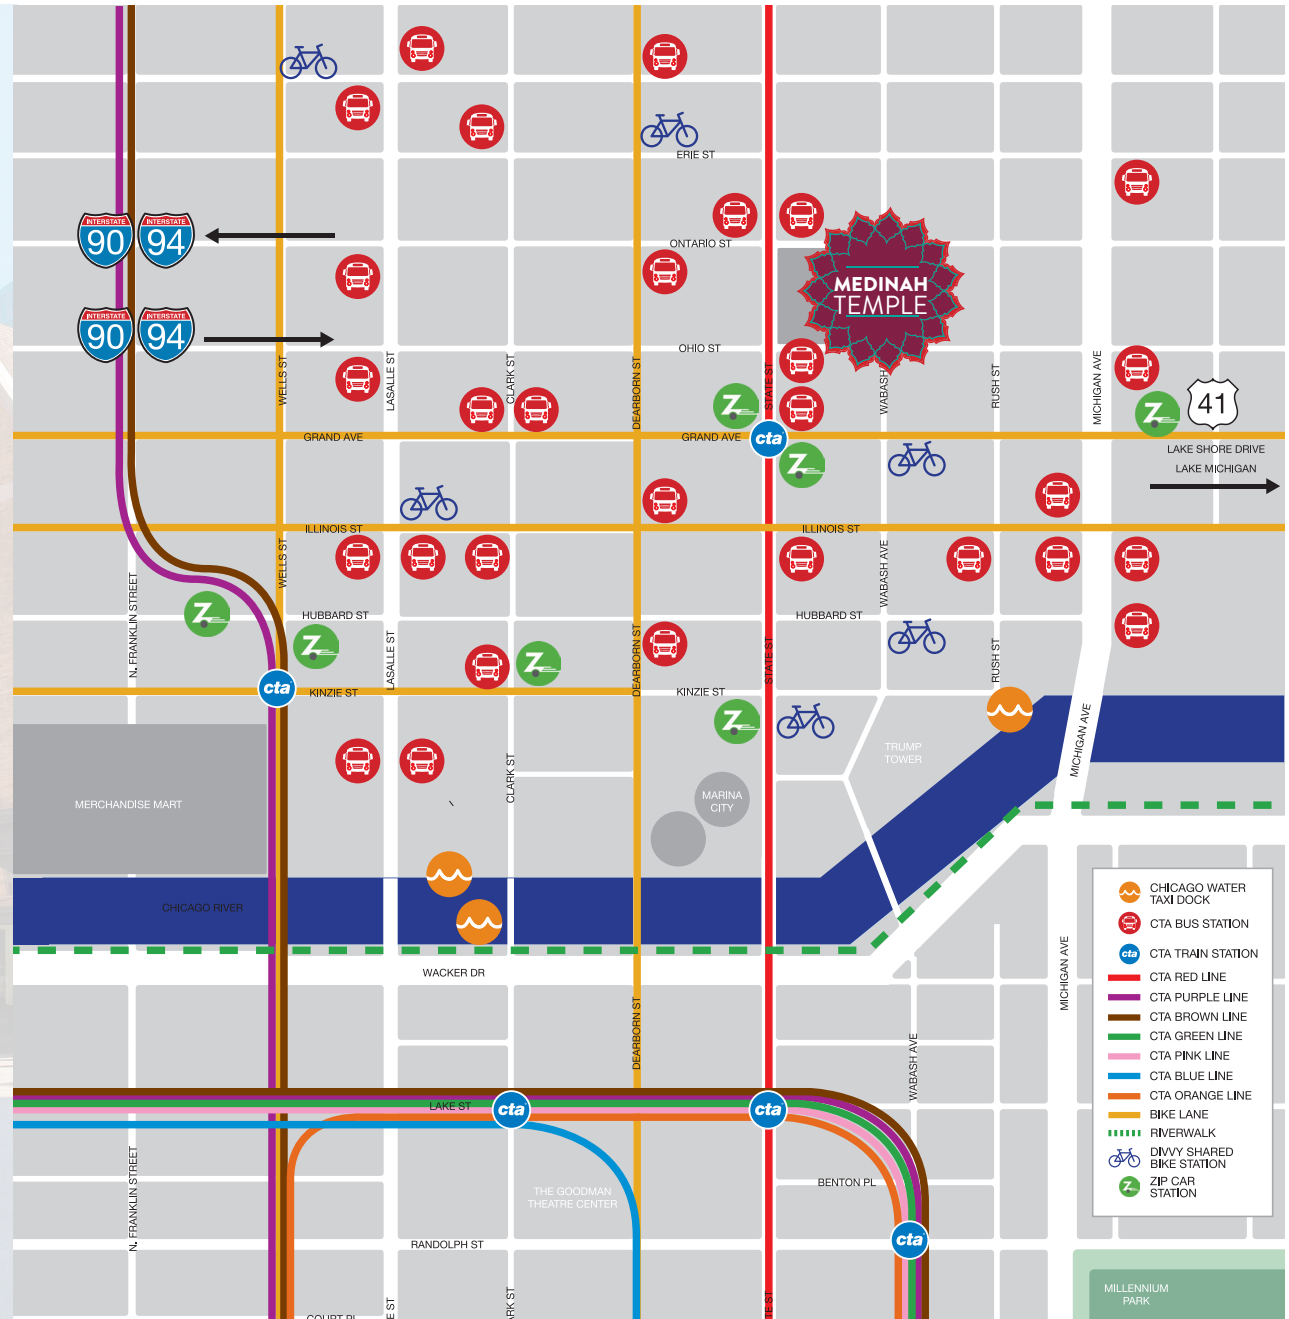 ERIE ST
INTERSTATE
90
INTERSTATE
94
ONTARIO ST
MEDINAH
TEMPLE
INTERSTATE
90
INTERSTATE
94
OHIO ST
WELLS ST
LASALLE ST
CLARK ST
DEARBORN ST
STATE ST
WABASH
RUSH ST
MICHIGAN AVE
Z
Z
41
GRAND AVE
GRAND AVE
cta
LAKE SHORE DRIVE
LAKE MICHIGAN
Z
ILLINOIS ST
ILLINOIS ST
WELLS ST
WABASH AVE
N. FRANKLIN STREET
Z
HUBBARD ST
HUBBARD ST
Z
LASALLE ST
Z
DEARBORN ST
STATE ST
RUSH ST
cta
KINZIE ST
KINZIE ST
Z
MICHIGAN AVE
TRUMP
TOWER
CLARK ST
MERCHANDISE MART
MARINA
CITY
CHICAGO RIVER
WACKER DR
MICHIGAN AVE
DEARBORN ST
WABASH AVE
CHICAGO WATER
TAXI DOCK
CTA BUS STATION
cta
CTA TRAIN STATION
CTA RED LINE
CTA PURPLE LINE
CTA BROWN LINE
CTA GREEN LINE
CTA PINK LINE
CTA BLUE LINE
CTA ORANGE LINE
BIKE LANE
RIVERWALK
DIVVY SHARED
BIKE STATION
Z
ZIP CAR
STATION
LAKE ST
cta
cta
N. FRANKLIN STREET
THE GOODMAN
THEATRE CENTER
BENTON PL
RANDOLPH ST
cta
MILLENNIUM
PARK
COURT PL
E ST
RK ST
TE ST